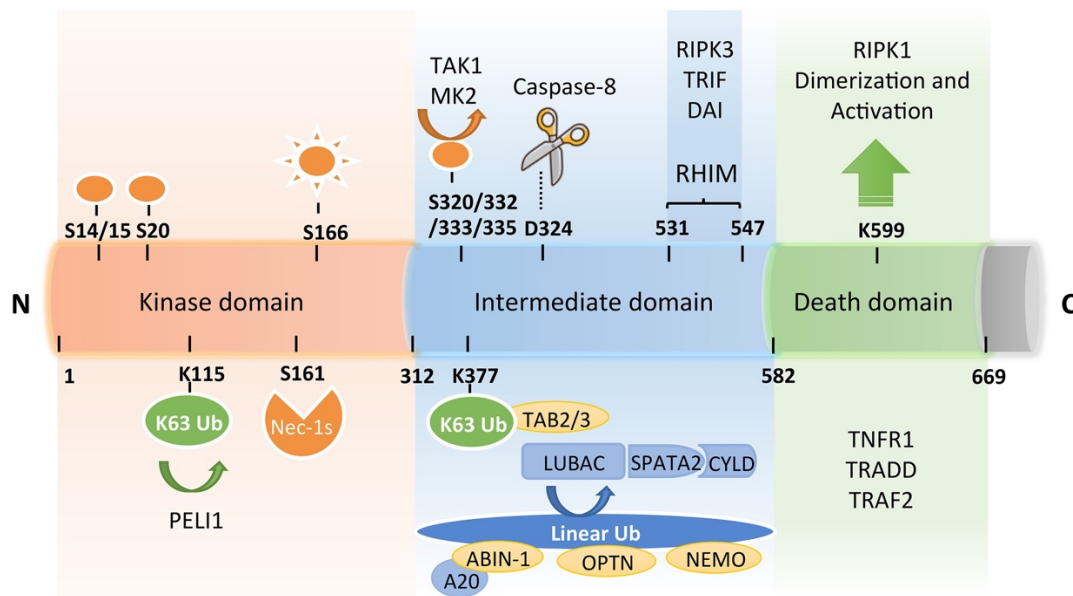 TAK1
MK2
Caspase-8
RIPK3
TRIF
DAI
RHIM
RIPK1
Dimerization and
Activation
S14/15
S20
S166
S320/332
/333/335
D324
531
547
K599
N
Kinase domain
Intermediate domain
Death domain
C
1
K115
S161
312
K377
582
669
K63 Ub
Nec-1s
K63 Ub
TAB2/3
PELI1
LUBAC
SPATA2
CYLD
Linear Ub
ABIN-1
A20
OPTN
NEMO
TNFR1
TRADD
TRAF2